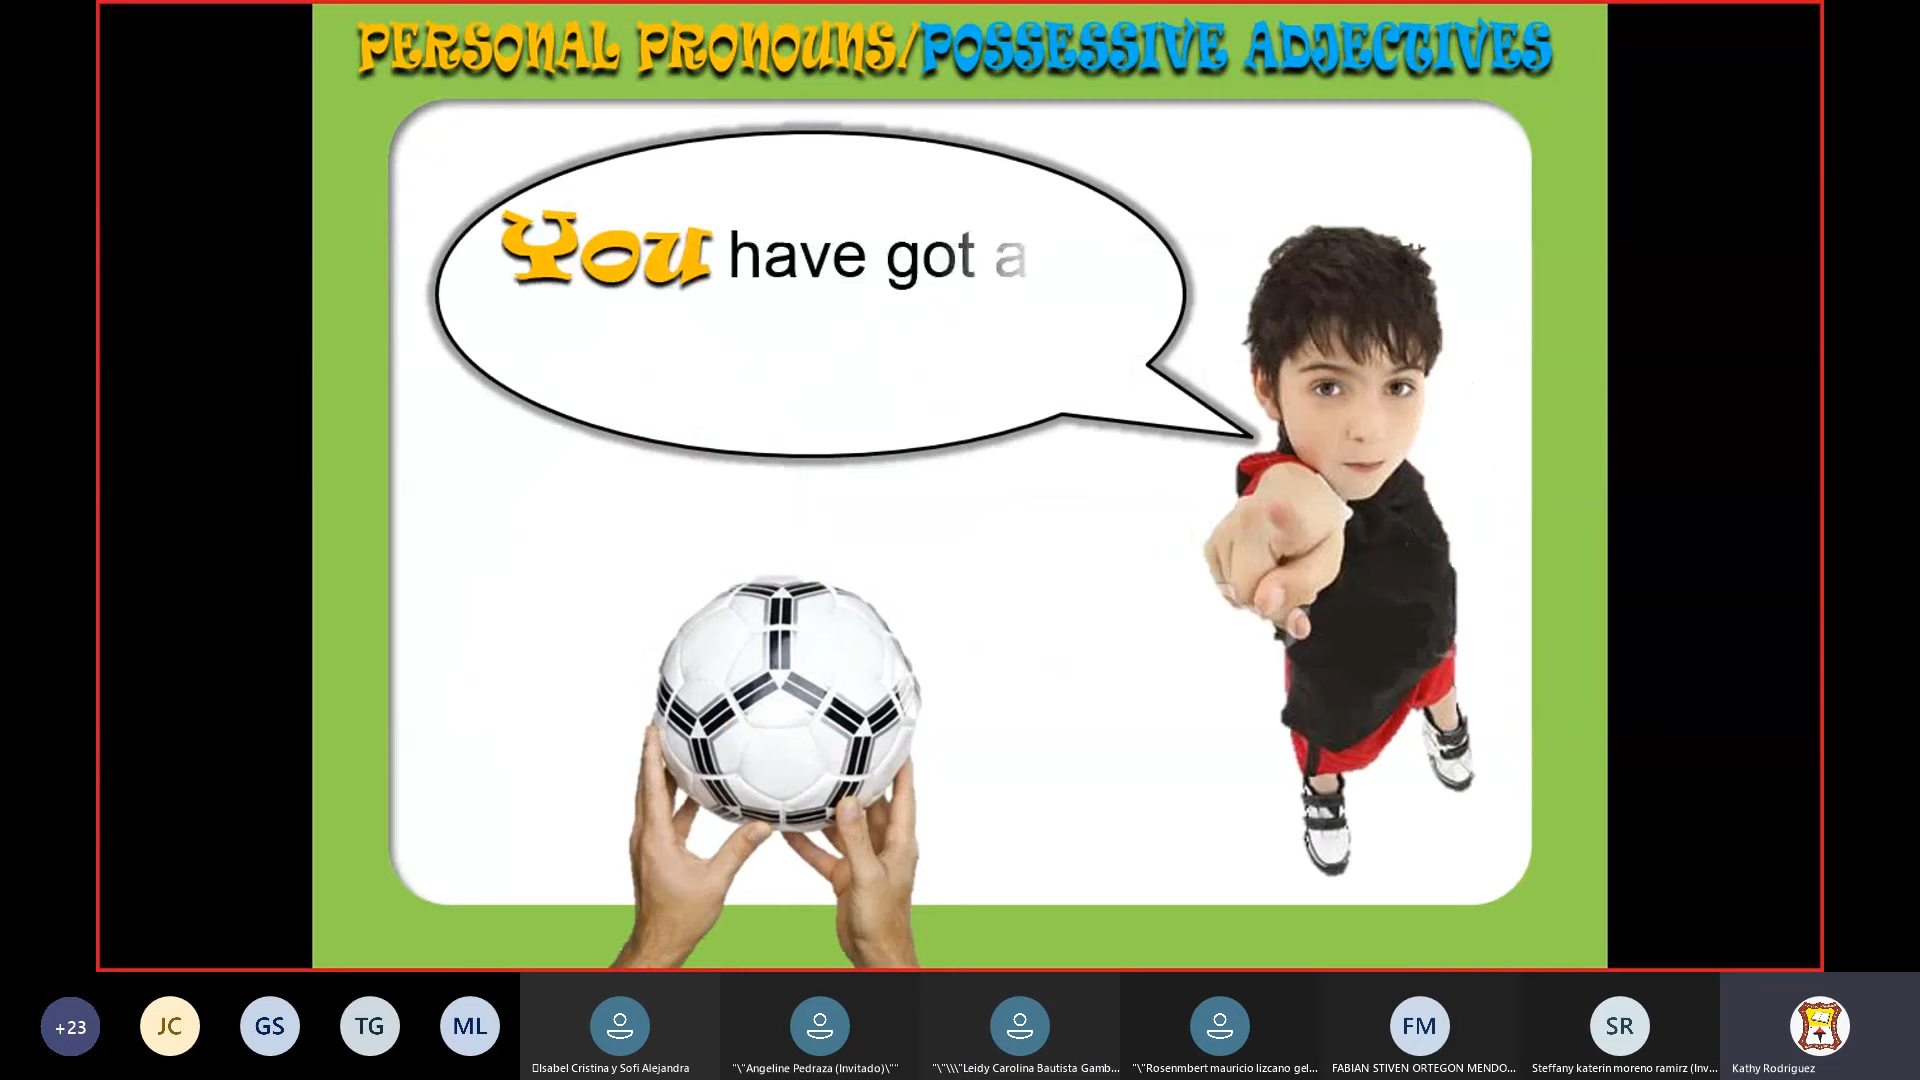 PERSONAL PRONOUNS/POSSESSIVE ADJECTIVES
You have got a
+23
JC
GS
TG
ML
FM
SR
Isabel Cristina y Sofi Alejandra
"\"Angeline Pedraza (Invitado)\""
"\"\\\"Leidy Carolina Bautista Gamb...
"\"Rosenmbert mauricio lizcano gel...
FABIAN STIVEN ORTEGON MENDO...
Steffany katerin moreno ramirz (Inv...
Kathy Rodriguez